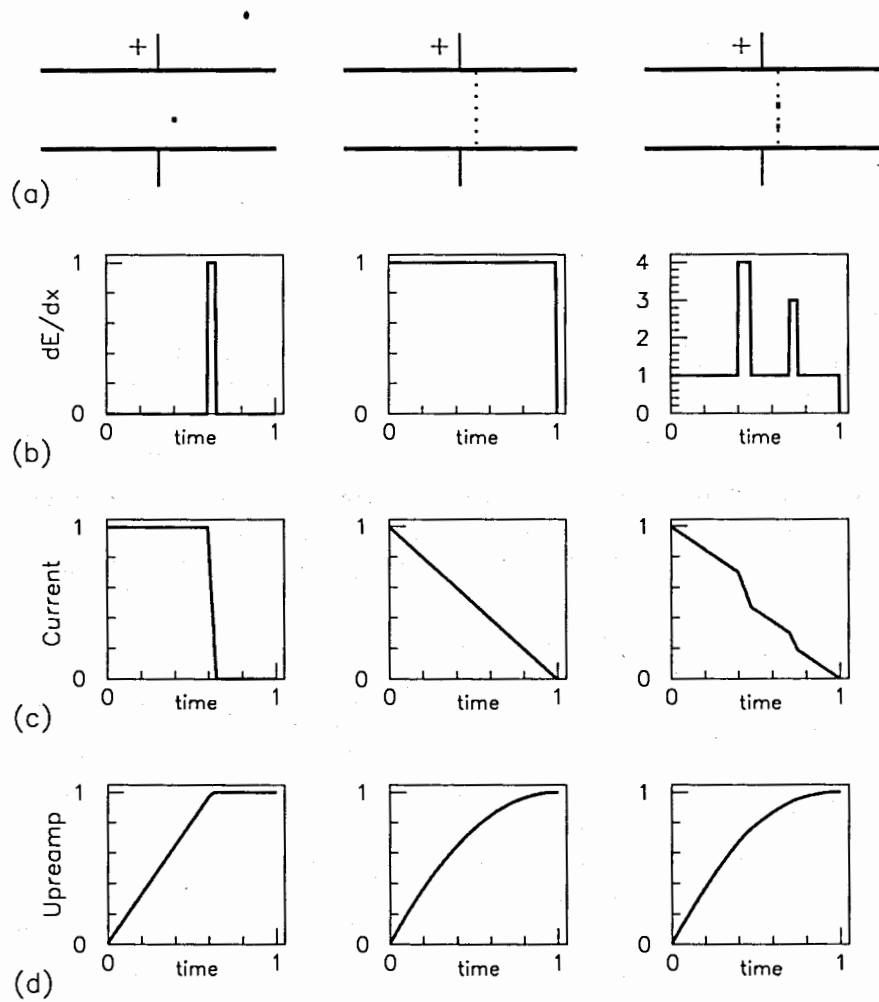 + + +
(a)
1 1 4
3
2
1
dE/dx
0 0 0
0 time 1 0 time 1 0 time 1
(b)
1 1 1
Current
0 0 0
0 time 1 0 time 1 0 time 1
(c)
1 1 1
Upreamp
0 0 0
0 time 1 0 time 1 0 time 1
(d)